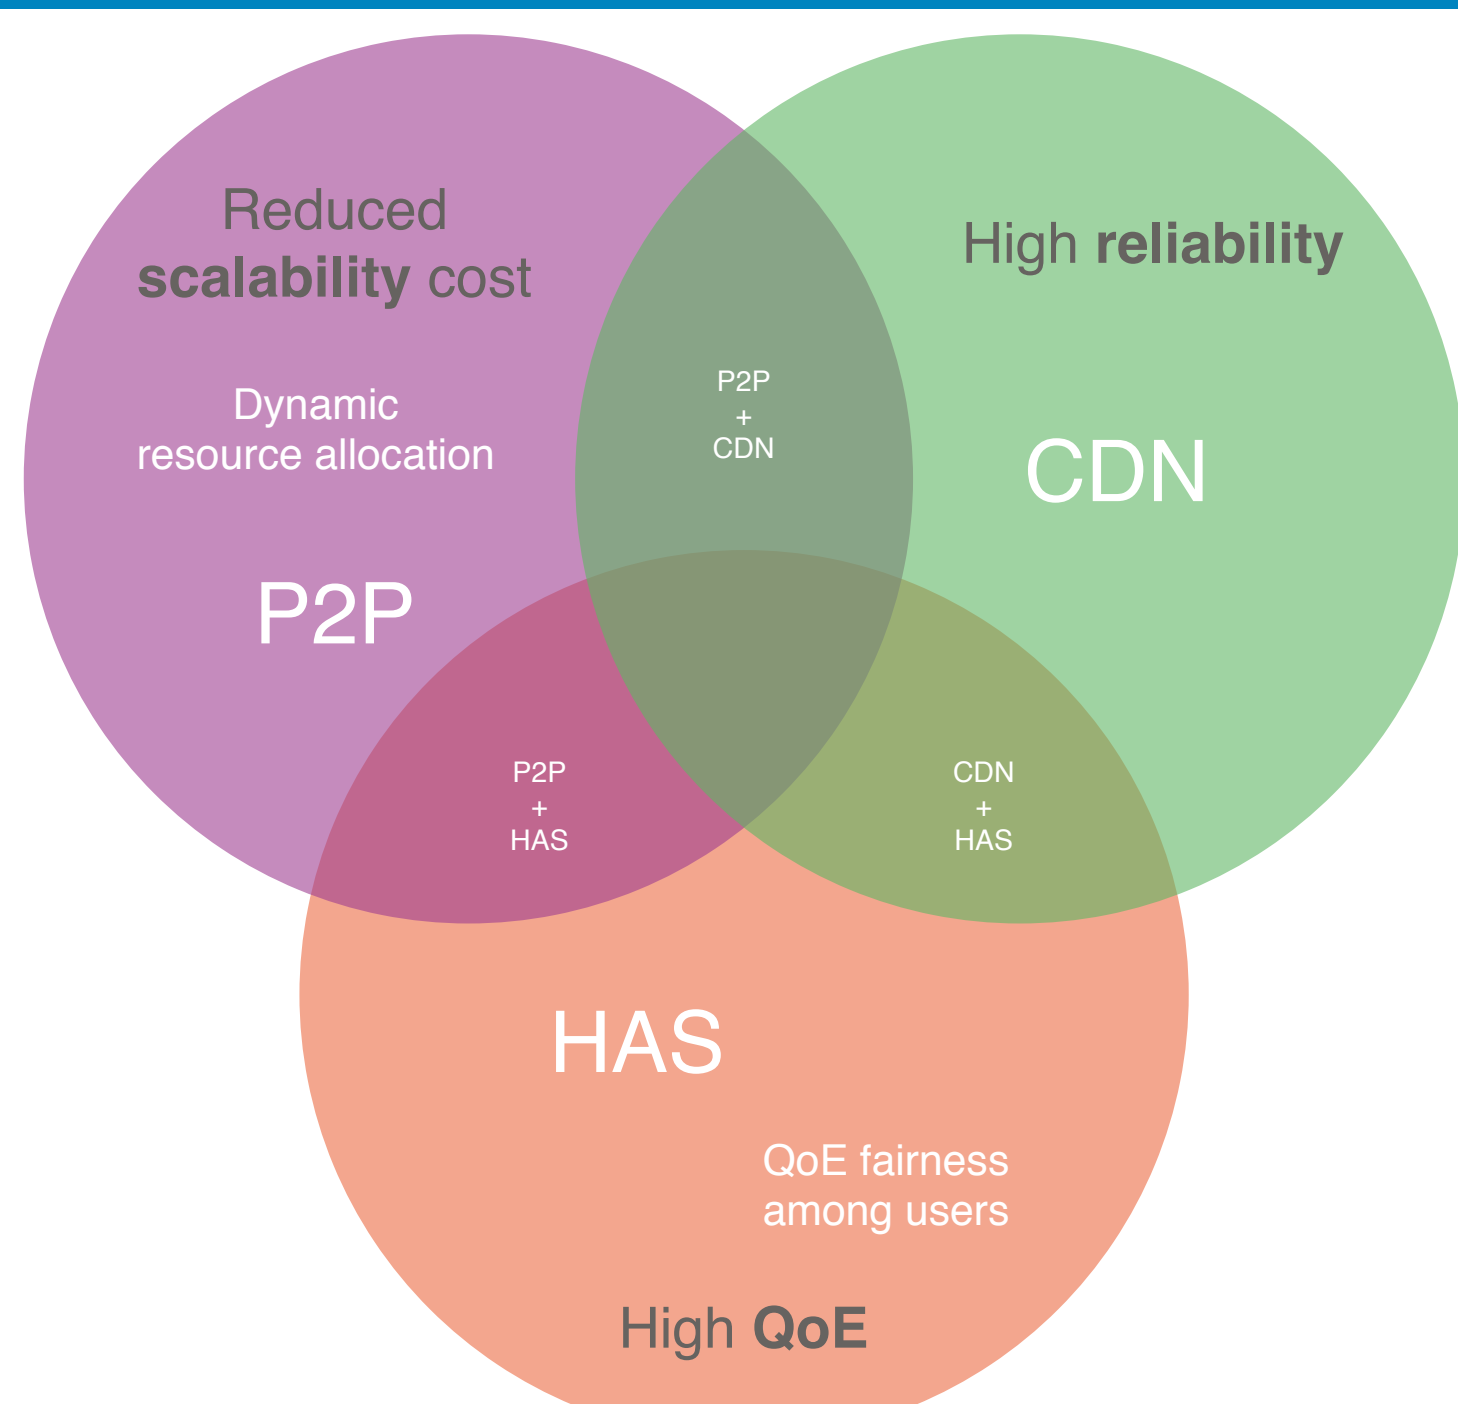 Reduced
scalability cost
High reliability
Dynamic
resource allocation
P2P
+
CDN
CDN
P2P
P2P
+
HAS
CDN
+
HAS
HAS
QoE fairness
among users
High QoE